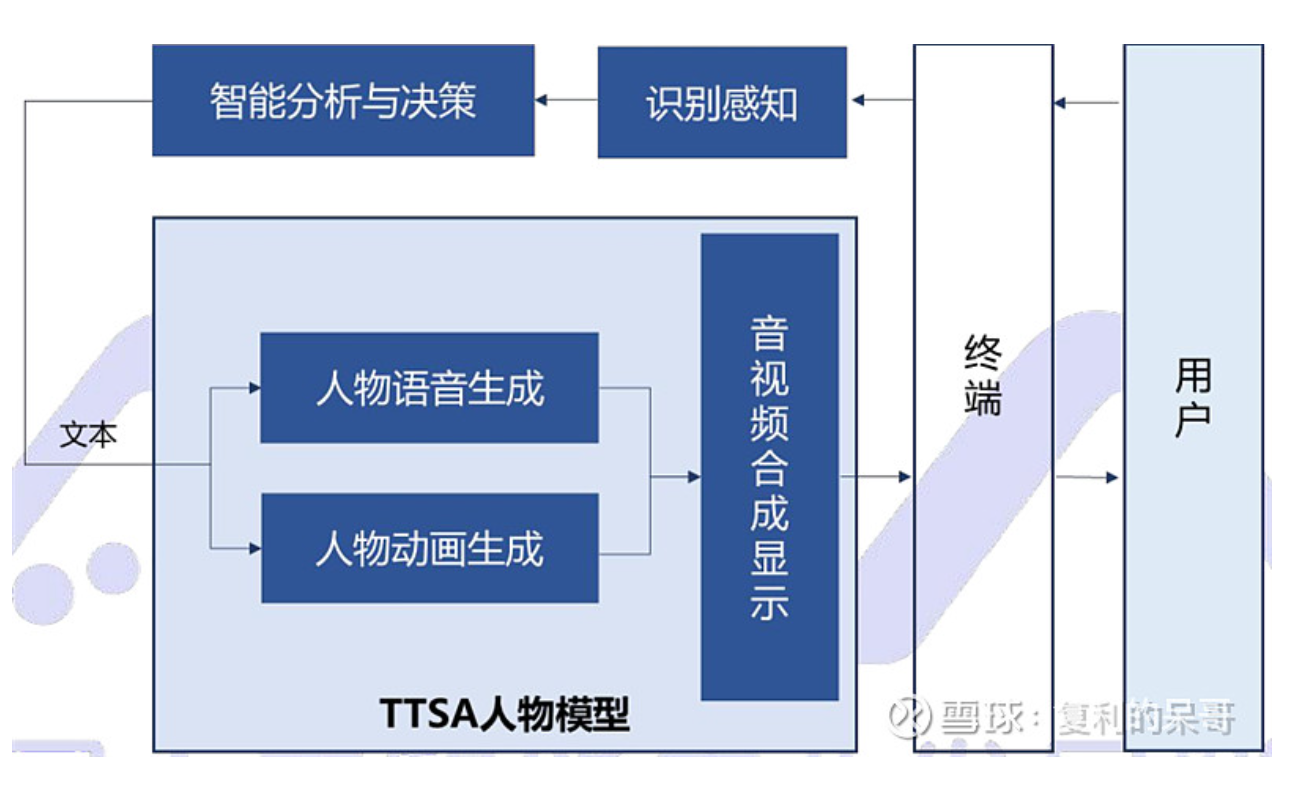 智能分析与决策
识别感知
文本
人物语音生成
人物动画生成
音视频合成显示
TTSA人物模型
终端
用户
雪球：复利的呆哥